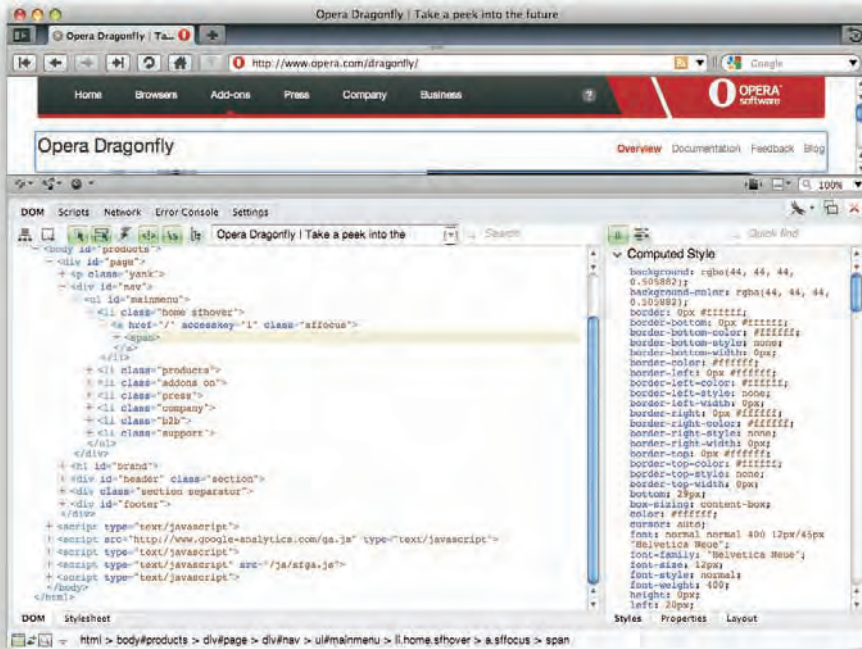 Opera Dragonfly | Take a peek into the future
Opera Dragonfly | Ta...
http://www.opera.com/dragonfly/
Google
Home Browsers Add-ons Press Company Business ?
OPERA software
Opera Dragonfly
Overview Documentation Feedback Blog
100%
DOM Scripts Network Error Console Settings
Opera Dragonfly | Take a peek into the
Search
Quick find
- <body id="products">
- <div id="page">
+ <p class="yank">
- <div id="nav">
- <ul id="mainmenu">
- <li class="home sfhover">
- <a href="/" accesskey="1" class="sffocus">
+ <span>
</a>
</li>
+ <li class="products">
+ <li class="addons on">
+ <li class="press">
+ <li class="company">
+ <li class="b2b">
+ <li class="support">
</ul>
</div>
+ <h1 id="brand">
+ <div id="header" class="section">
+ <div class="section separator">
+ <div id="footer">
</div>
+ <script type="text/javascript">
+ <script src="http://www.google-analytics.com/ga.js" type="text/javascript">
+ <script type="text/javascript">
+ <script type="text/javascript" src="/js/sfga.js">
+ <script type="text/javascript">
</body>
</html>
DOM Stylesheet
html > body#products > div#page > div#nav > ul#mainmenu > li.home.sfhover > a.sffocus > span
Computed Style
background: rgba(44, 44, 44,
0.505882);
background-color: rgba(44, 44, 44,
0.505882);
border: 0px #ffffff;
border-bottom: 0px #ffffff;
border-bottom-color: #ffffff;
border-bottom-style: none;
border-bottom-width: 0px;
border-color: #ffffff;
border-left: 0px #ffffff;
border-left-color: #ffffff;
border-left-style: none;
border-left-width: 0px;
border-right: 0px #ffffff;
border-right-color: #ffffff;
border-right-style: none;
border-right-width: 0px;
border-top: 0px #ffffff;
border-top-color: #ffffff;
border-top-style: none;
border-top-width: 0px;
bottom: 29px;
box-sizing: content-box;
color: #ffffff;
cursor: auto;
font: normal normal 400 12px/45px
"Helvetica Neue";
font-family: "Helvetica Neue";
font-size: 12px;
font-style: normal;
font-weight: 400;
height: 0px;
left: 20px;
Styles Properties Layout